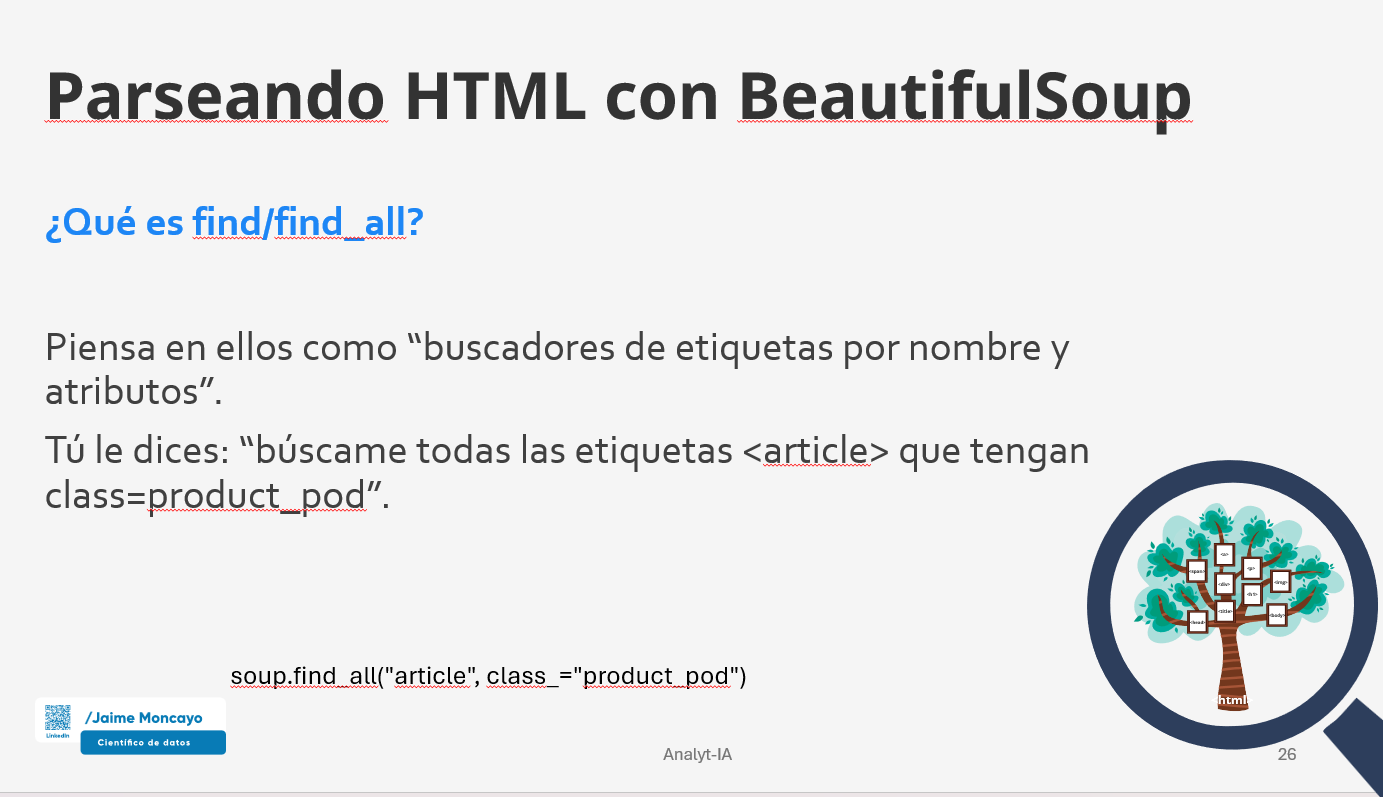 Parseando HTML con BeautifulSoup
¿Qué es find/find_all?
Piensa en ellos como “buscadores de etiquetas por nombre y
atributos”.
Tú le dices: “búscame todas las etiquetas <article> que tengan
class=product_pod”.
<a>
<span>
<p>
<div>
<img>
<h1>
<title>
<head>
<body>
html
soup.find_all("article", class_="product_pod")
/Jaime Moncayo
LinkedIn
Científico de datos
Analyt-IA
26